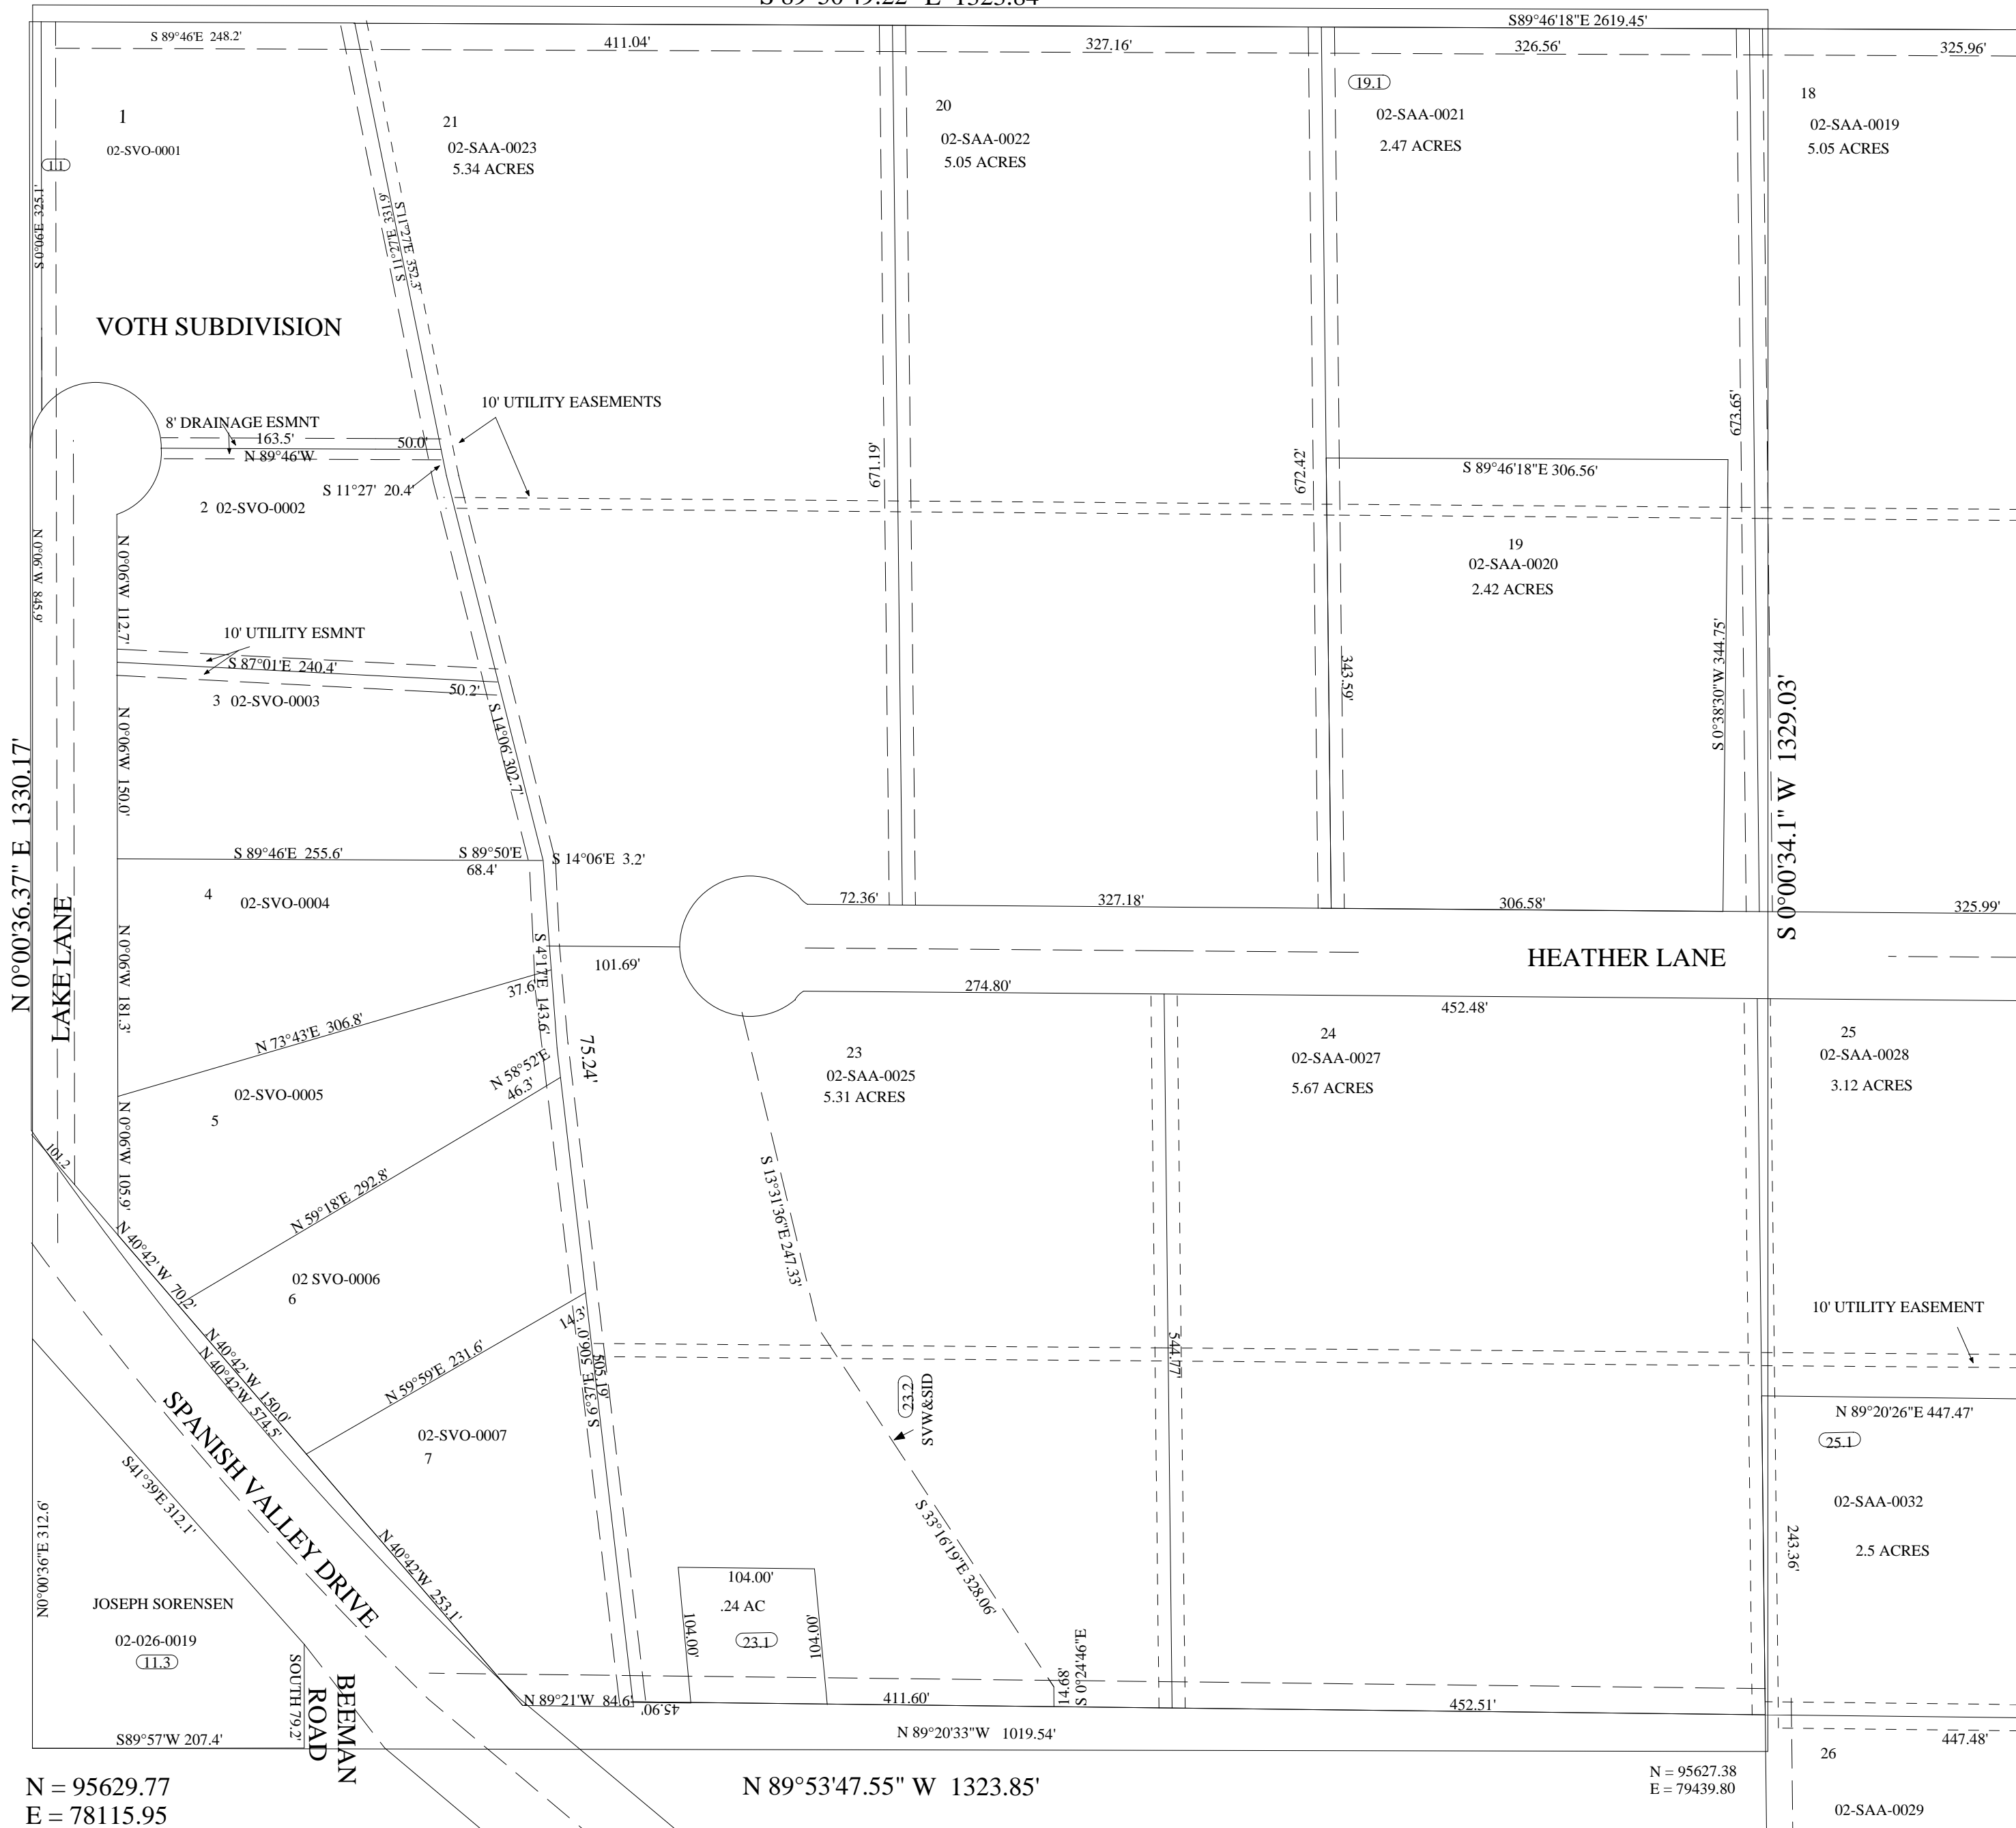 S89°46'18"E 2619.45'
S 89°46'E 248.2'
411.04'
327.16'
326.56'
325.96'
1
02-SVO-0001
1.1
21
02-SAA-0023
5.34 ACRES
20
02-SAA-0022
5.05 ACRES
19.1
02-SAA-0021
2.47 ACRES
18
02-SAA-0019
5.05 ACRES
S 0°06'E 325.1'
S 11°27'E 331.9'
S 11°27'E 352.3'
VOTH SUBDIVISION
10' UTILITY EASEMENTS
8' DRAINAGE ESMNT
163.5'
50.0'
N 89°46'W
S 11°27' 20.4'
2 02-SVO-0002
671.19'
672.42'
673.65'
S 89°46'18"E 306.56'
19
02-SAA-0020
2.42 ACRES
N 0°06'W 845.9'
N 0°06'W 112.7'
10' UTILITY ESMNT
S 87°01'E 240.4'
50.2'
3 02-SVO-0003
S 14°06' 302.7'
N 0°06'W 150.0'
343.59'
S 0°38'30"W 344.75'
S 0°00'34.1" W 1329.03'
N 0°00'36.37" E 1330.17'
S 89°46'E 255.6'
S 89°50'E
68.4'
S 14°06'E 3.2'
4
02-SVO-0004
LAKE LANE
N 0°06'W 181.3'
S 4°17'E 143.6'
72.36'
327.18'
306.58'
325.99'
HEATHER LANE
101.69'
37.6'
274.80'
452.48'
N 73°43'E 306.8'
N 58°52'E
46.3'
75.24'
02-SVO-0005
5
N 0°06'W 105.9'
23
02-SAA-0025
5.31 ACRES
24
02-SAA-0027
5.67 ACRES
25
02-SAA-0028
3.12 ACRES
101.2
N 59°18'E 292.8'
S 13°31'36"E 247.33'
N 40°42' W 70.2'
02 SVO-0006
6
14.3'
10' UTILITY EASEMENT
N 40°42'W 150.0'
N 40°42'W 574.5'
N 59°59'E 231.6'
S 6°37'E 506.0'
505.19'
544.77'
23.2
SVW&SID
02-SVO-0007
7
N 89°20'26"E 447.47'
25.1
02-SAA-0032
2.5 ACRES
243.36'
SPANISH VALLEY DRIVE
S41°39'E 312.1'
N0°00'36"E 312.6'
N 40°42'W 253.1'
S 33°16'19"E 328.06'
104.00'
.24 AC
104.00'
104.00'
23.1
JOSEPH SORENSEN
02-026-0019
11.3
SOUTH 79.2'
BEEMAN
ROAD
14.68'
S 0°24'46"E
N 89°21'W 84.6'
45.90'
411.60'
452.51'
S89°57'W 207.4'
N 89°20'33"W 1019.54'
447.48'
26
02-SAA-0029
N = 95629.77
E = 78115.95
N 89°53'47.55" W 1323.85'
N = 95627.38
E = 79439.80